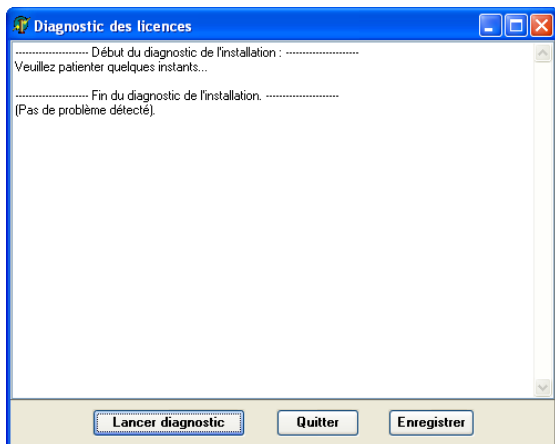 Diagnostic des licences
--------------------- Début du diagnostic de l'installation : ---------------------
Veuillez patienter quelques instants...
--------------------- Fin du diagnostic de l'installation. ---------------------
(Pas de problème détecté).
Lancer diagnostic Quitter Enregistrer